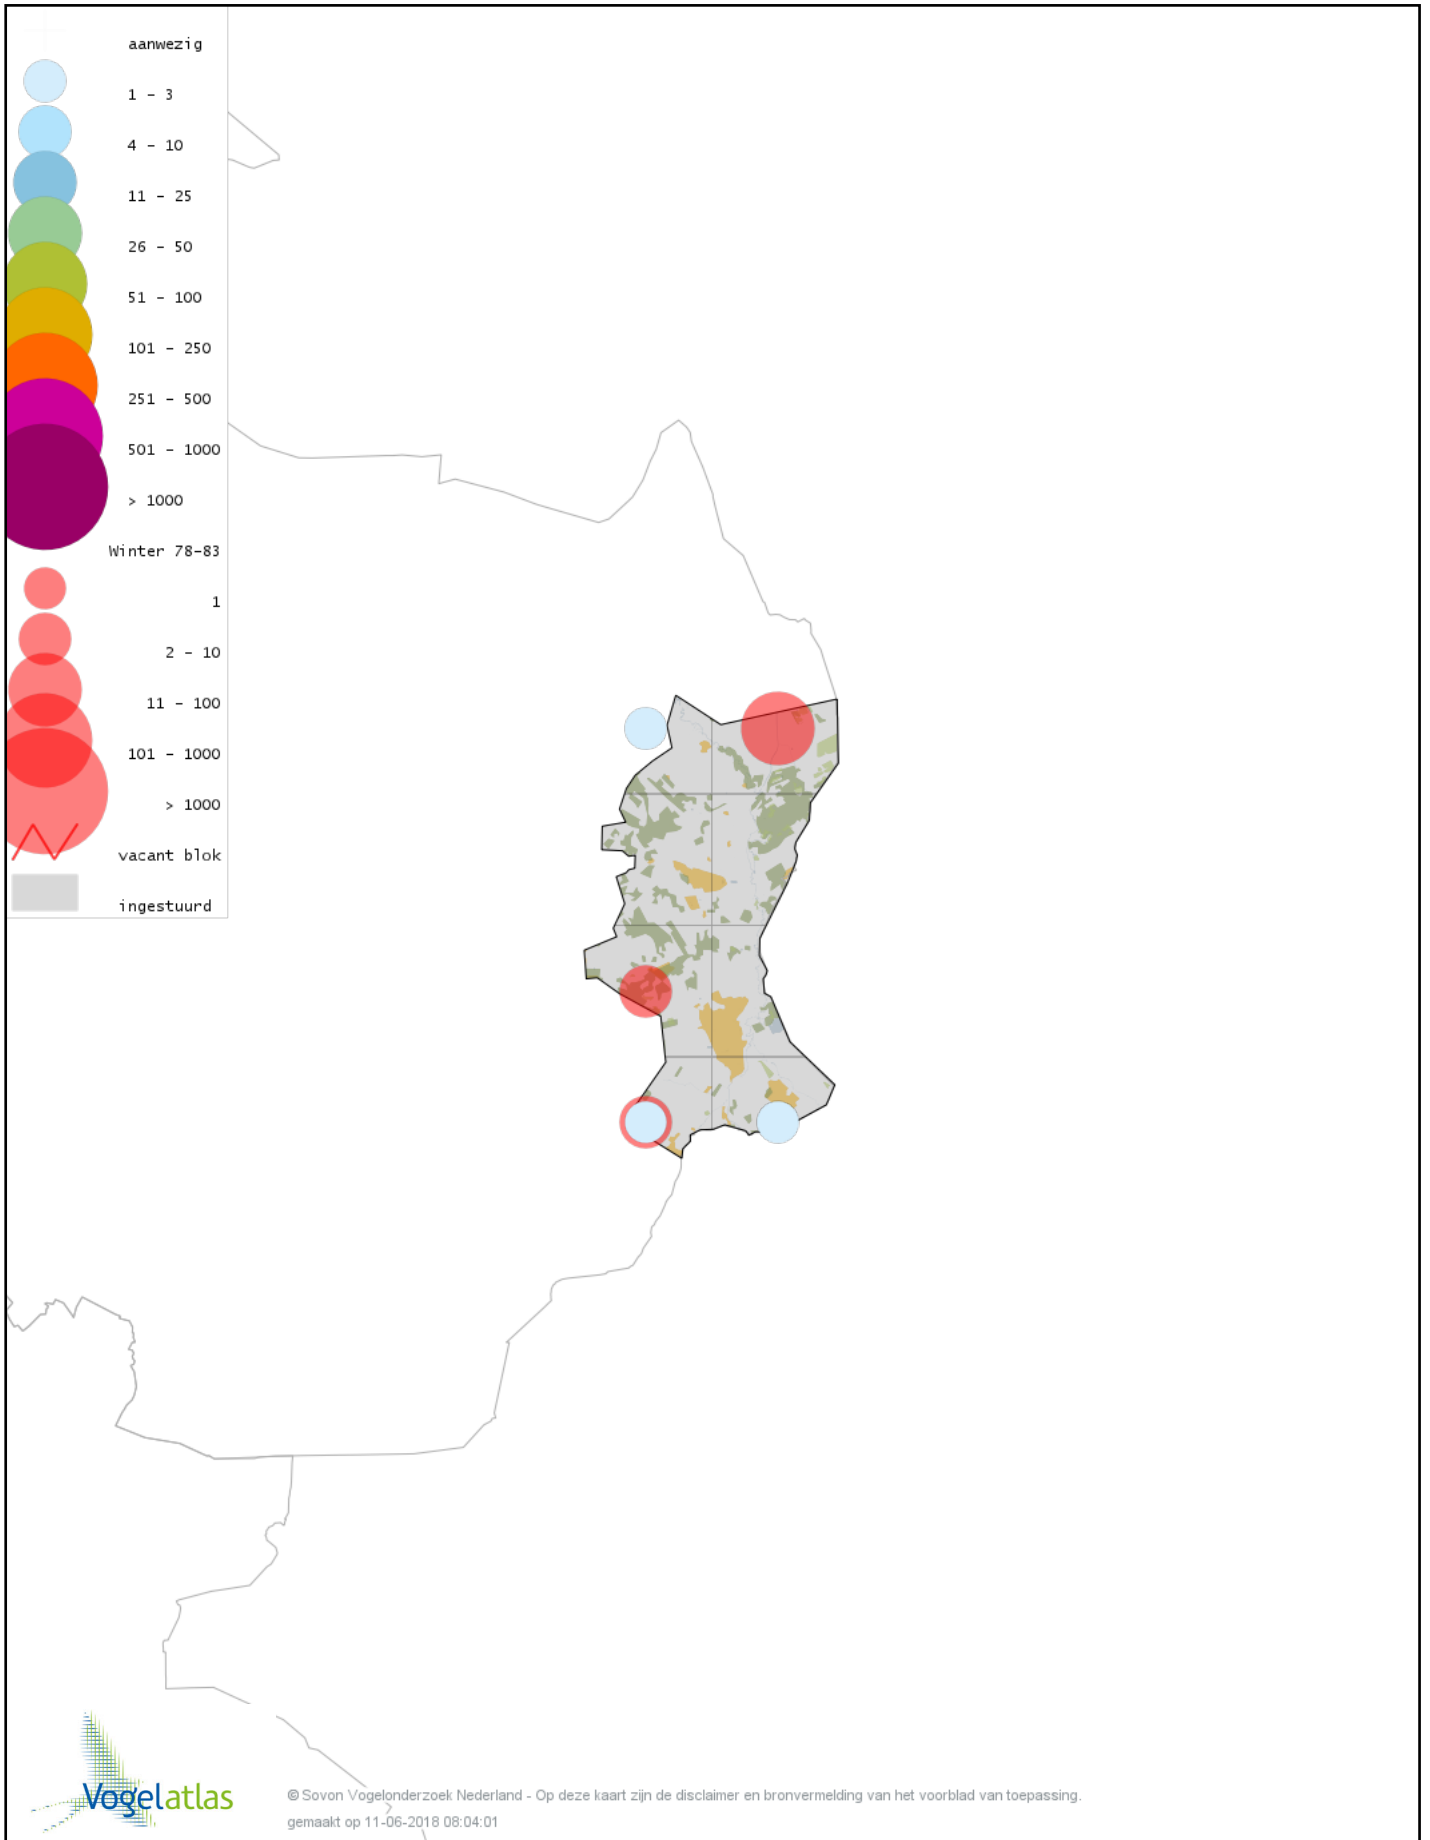 aanwezig
1 - 3
4 - 10
11 - 25
26 - 50
51 - 100
101 - 250
251 - 500
501 - 1000
> 1000
Winter 78-83
1
2 - 10
11 - 100
101 - 1000
> 1000
vacant blok
ingestuurd
Vogelatlas
© Sovon Vogelonderzoek Nederland - Op deze kaart zijn de disclaimer en bronvermelding van het voorblad van toepassing.
gemaakt op 11-06-2018 08:04:01